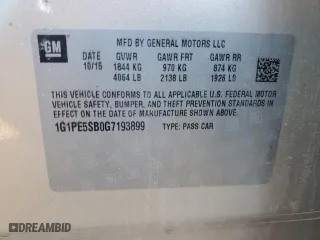 GM
MFD BY GENERAL MOTORS LLC
DATE GVWR GAWR FRT GAWR RR
10/15 1844 KG 970 KG 874 KG
4064 LB 2138 LB 1926 LB
THIS VEHICLE CONFORMS TO ALL APPLICABLE U.S. FEDERAL MOTOR
VEHICLE SAFETY, BUMPER, AND THEFT PREVENTION STANDARDS IN
EFFECT ON THE DATE OF MANUFACTURE SHOWN ABOVE.
1G1PE5SB0G7193899 TYPE: PASS CAR
AUTOBIDCAR